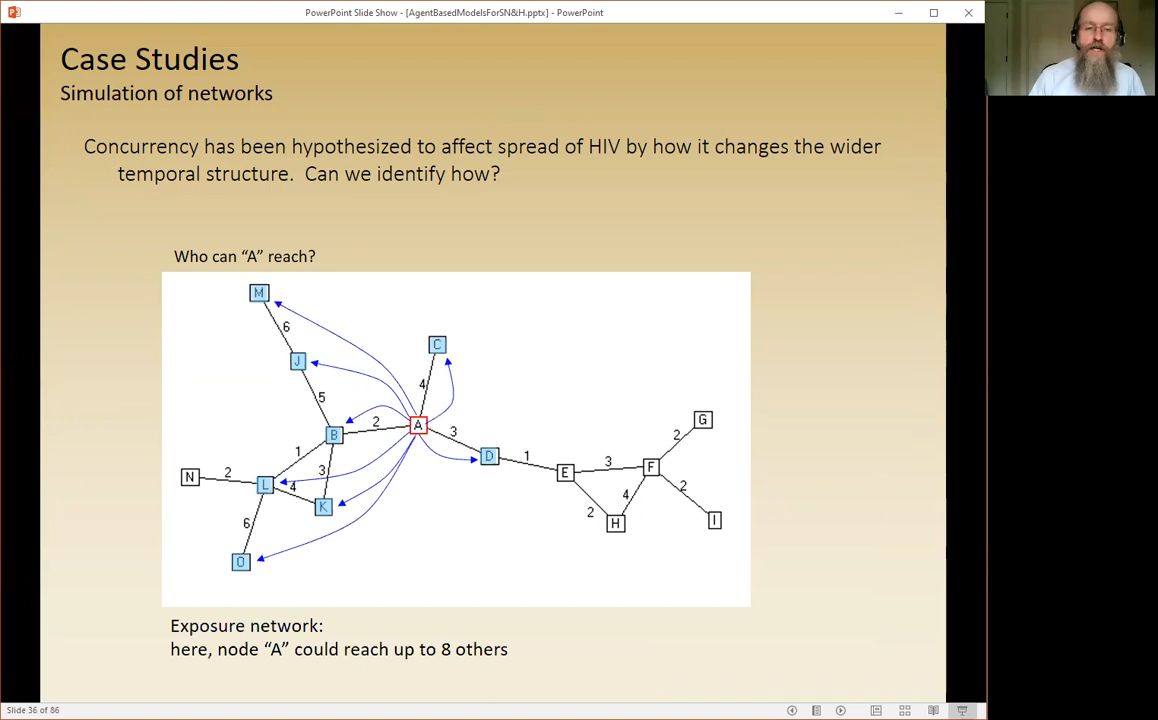 PowerPoint Slide Show - [AgentBasedModelsForSN&H.pptx] - PowerPoint
Case Studies
Simulation of networks
Concurrency has been hypothesized to affect spread of HIV by how it changes the wider
temporal structure. Can we identify how?
Who can “A” reach?
M
6
J
C
5
4
2
A
3
G
B
2
1
D
1
3
F
N
2
L
3
E
4
K
4
2
2
6
H
I
O
Exposure network:
here, node “A” could reach up to 8 others
Slide 36 of 86